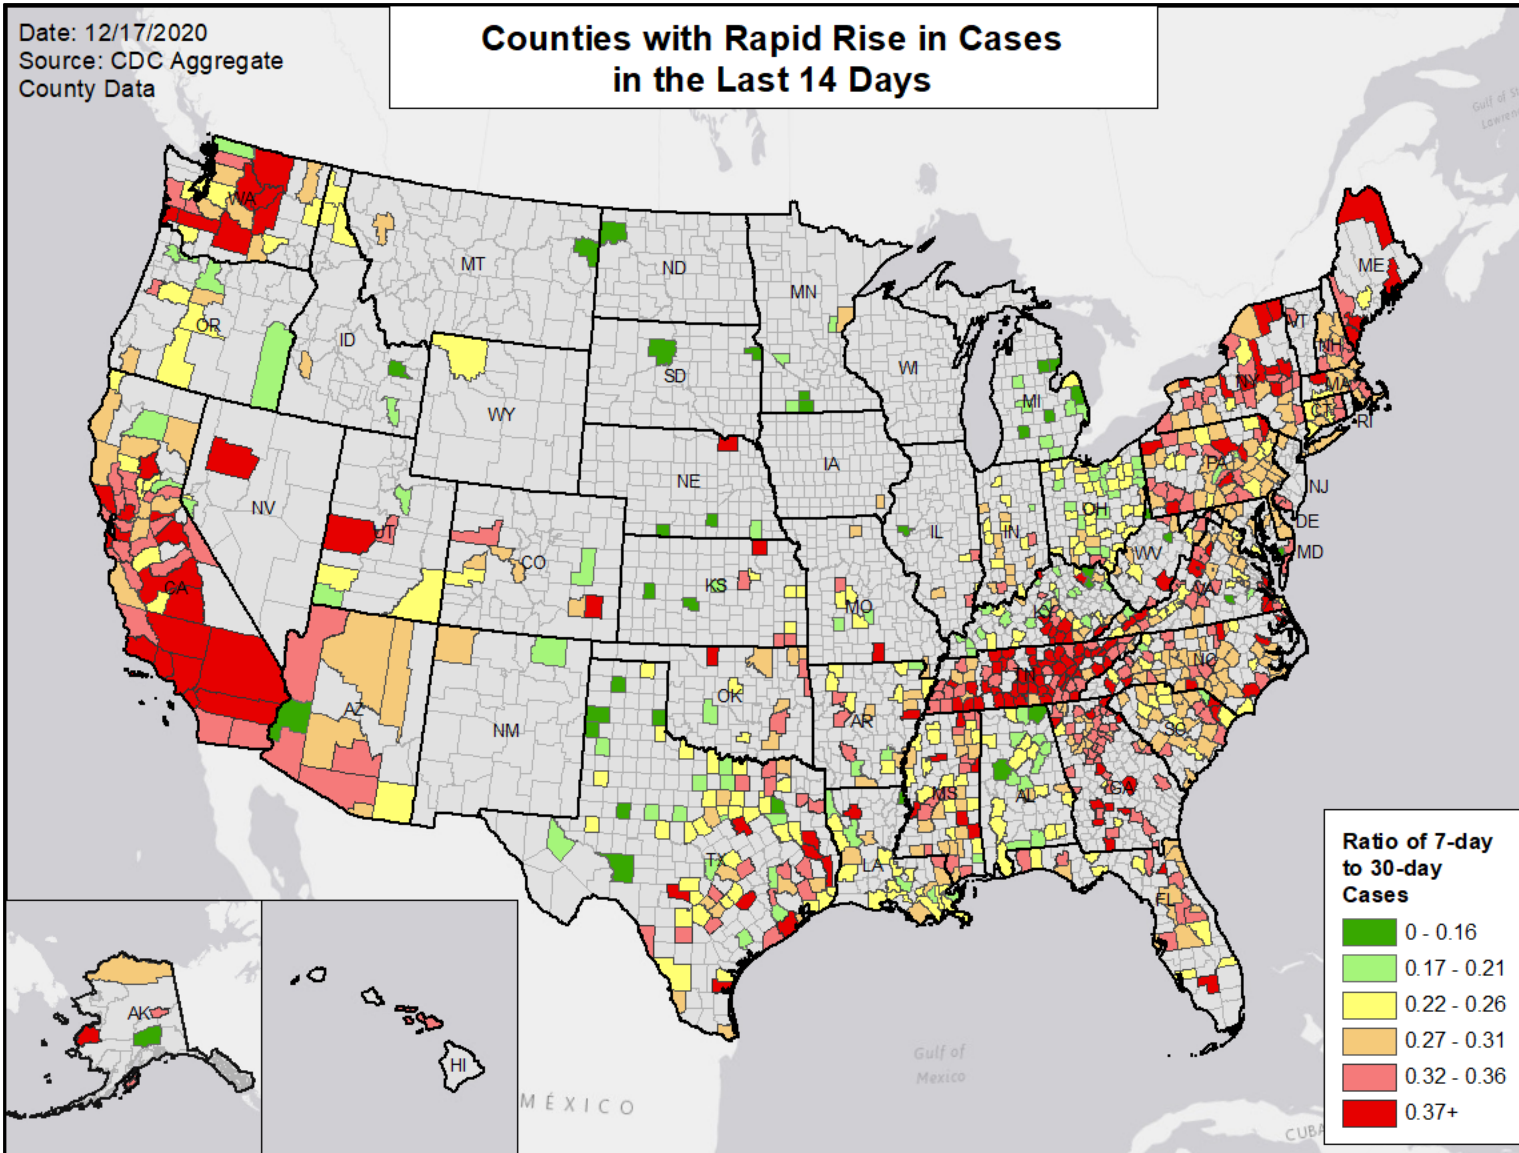 Date: 12/17/2020
Source: CDC Aggregate
County Data
Counties with Rapid Rise in Cases
in the Last 14 Days
Gulf of St
Lawrence
WA
MT
ND
MN
ME
OR
ID
SD
WI
MI
VT
NH
NY
MA
CT
RI
WY
IA
NE
PA
NJ
NV
UT
CO
IL
IN
OH
DE
MD
WV
CA
KS
MO
KY
VA
AZ
NM
OK
AR
TN
NC
SC
MS
AL
GA
TX
LA
FL
AK
HI
MÉXICO
Gulf of
Mexico
CUBA
Ratio of 7-day
to 30-day
Cases
0 - 0.16
0.17 - 0.21
0.22 - 0.26
0.27 - 0.31
0.32 - 0.36
0.37+